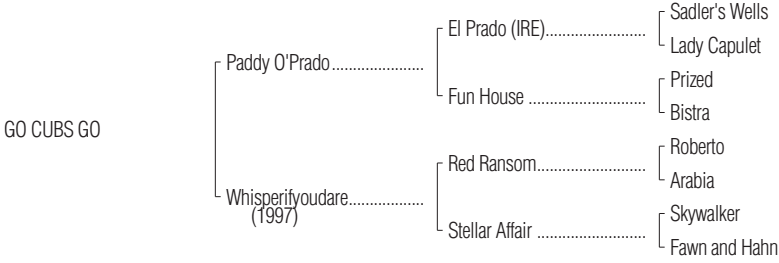 Sadler's Wells
El Prado (IRE)........................
Lady Capulet
Paddy O'Prado......................
Prized
Fun House ............................
Bistra
GO CUBS GO
Roberto
Red Ransom..........................
Arabia
Whisperifyoudare..................
(1997)
Skywalker
Stellar Affair ..........................
Fawn and Hahn